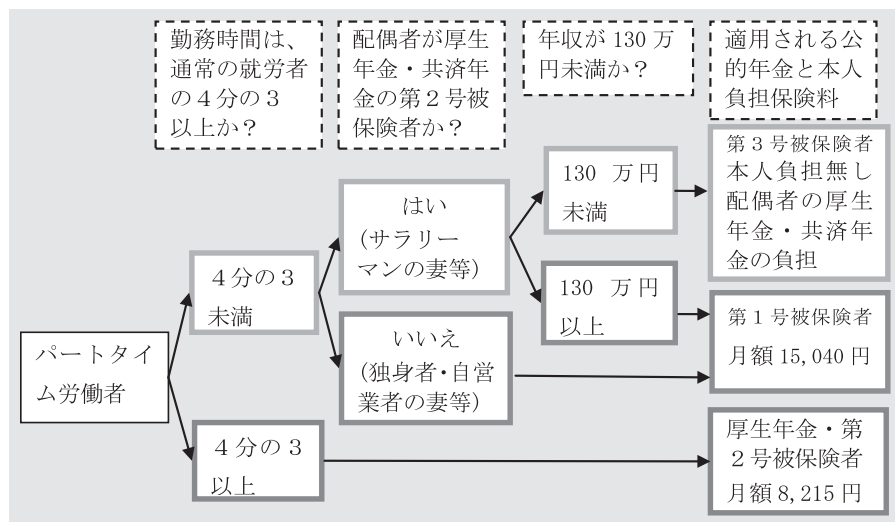 勤務時間は、
通常の就労者
の４分の３
以上か？
配偶者が厚生
年金・共済年
金の第２号被
保険者か？
年収が 130 万
円未満か？
適用される公
的年金と本人
負担保険料
パートタイ
ム労働者
４分の３
未満
４分の３
以上
はい
（サラリー
マンの妻等）
いいえ
（独身者・自営
業者の妻等）
130 万円
未満
130 万円
以上
第３号被保険者
本人負担無し
配偶者の厚生
年金・共済年
金の負担
第１号被保険者
月額 15,040 円
厚生年金・第
２号被保険者
月額 8,215 円